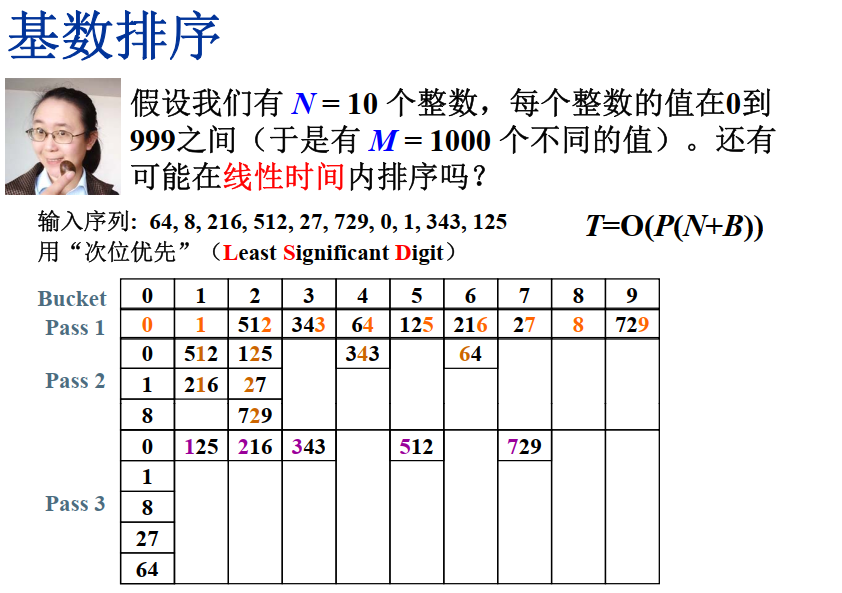 基数排序
假设我们有 N = 10 个整数，每个整数的值在0到
999之间（于是有 M = 1000 个不同的值）。还有
可能在线性时间内排序吗？
输入序列: 64, 8, 216, 512, 27, 729, 0, 1, 343, 125
T=O(P(N+B))
用“次位优先”（Least Significant Digit）
Bucket 0 1 2 3 4 5 6 7 8 9
Pass 1 0 1 512 343 64 125 216 27 8 729
0 512 125 343 64
Pass 2 1 216 27
8 729
0 125 216 343 512 729
1
Pass 3 8
27
64